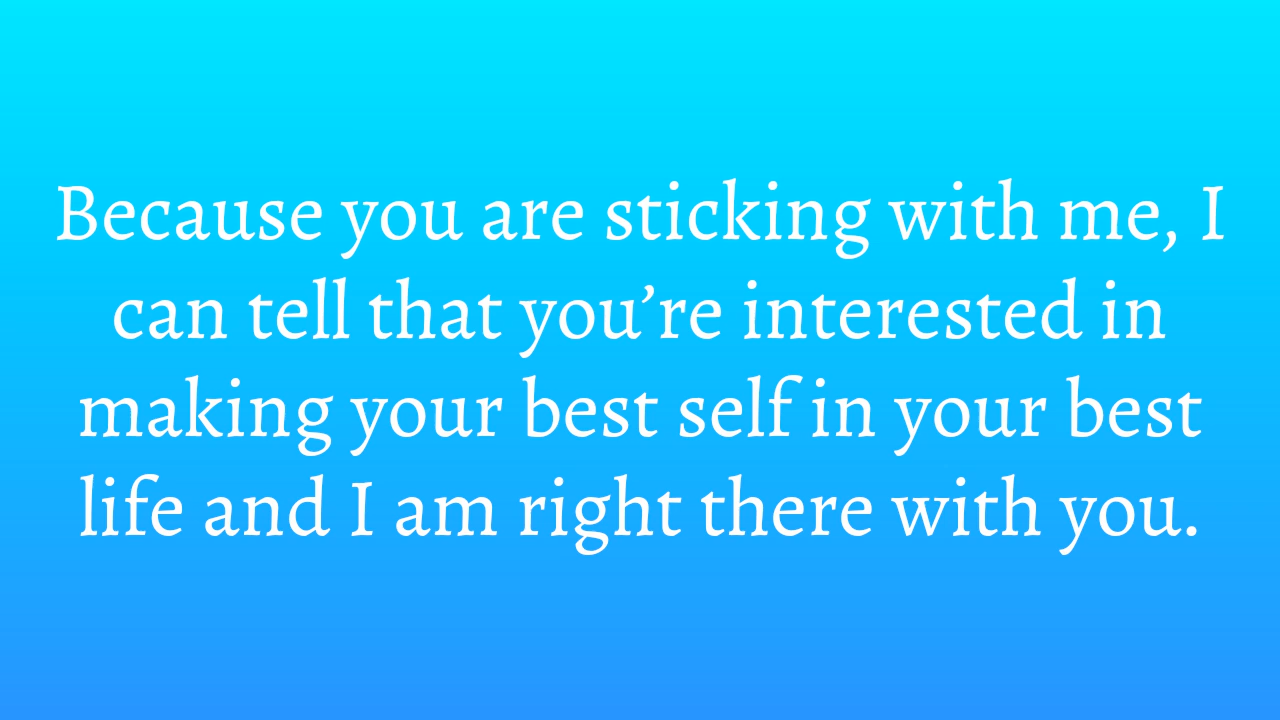 Because you are sticking with me, I
can tell that you’re interested in
making your best self in your best
life and I am right there with you.